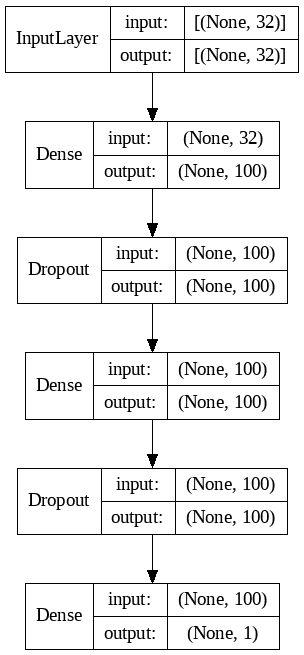 InputLayer input: [(None, 32)]
output: [(None, 32)]
Dense input: (None, 32)
output: (None, 100)
Dropout input: (None, 100)
output: (None, 100)
Dense input: (None, 100)
output: (None, 100)
Dropout input: (None, 100)
output: (None, 100)
Dense input: (None, 100)
output: (None, 1)